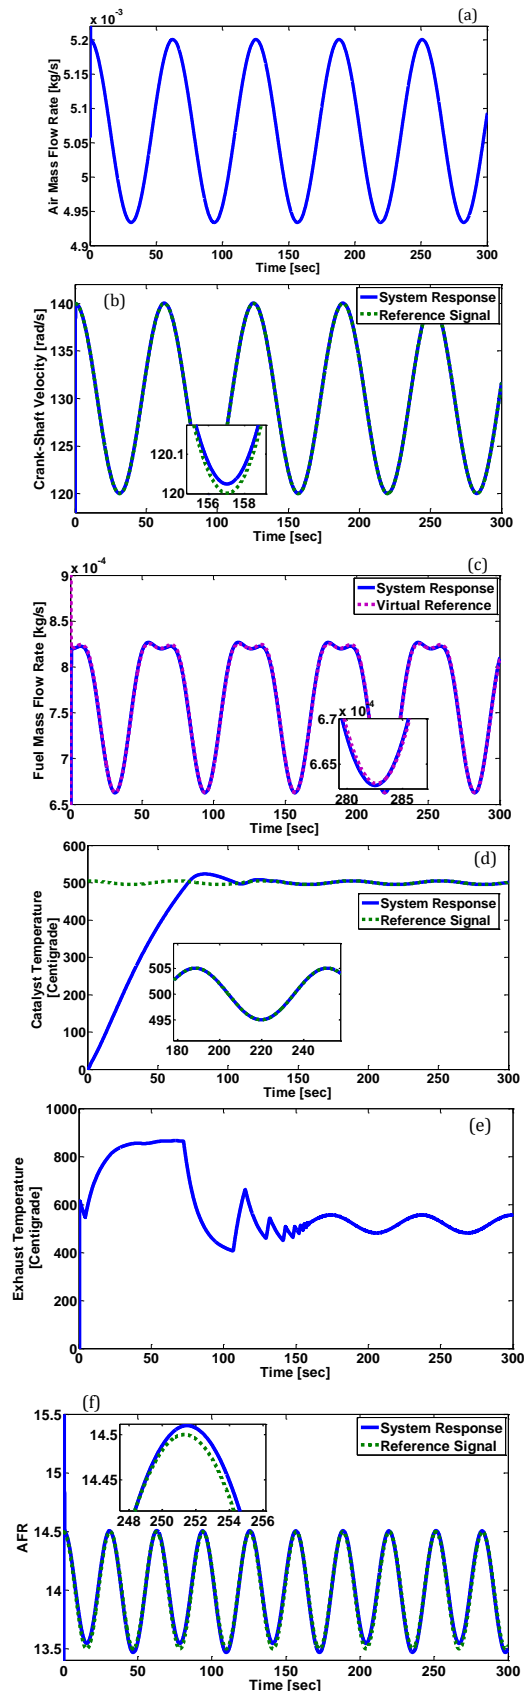 x 10⁻³
(a)
5.2
5.15
5.1
5.05
5
4.95
4.9
0 50 100 150 200 250 300
Air Mass Flow Rate [kg/s]
Time [sec]
(b)
System Response
Reference Signal
140
135
130
125
120
120.1
120
156 158
0 50 100 150 200 250 300
Crank-Shaft Velocity [rad/s]
Time [sec]
(c)
x 10⁻⁴
9
8
7
6.5
System Response
Virtual Reference
x 10⁻⁴
6.7
6.65
280 285
0 50 100 150 200 250 300
Fuel Mass Flow Rate [kg/s]
Time [sec]
(d)
600
500
400
300
200
100
0
System Response
Reference Signal
505
500
495
180 200 220 240
0 50 100 150 200 250 300
Catalyst Temperature
[Centigrade]
Time [sec]
(e)
1000
800
600
400
200
0
0 50 100 150 200 250 300
Exhaust Temperature
[Centigrade]
Time [sec]
(f)
15.5
15
14.5
14
13.5
System Response
Reference Signal
14.5
14.45
248 250 252 254 256
0 50 100 150 200 250 300
AFR
Time [sec]